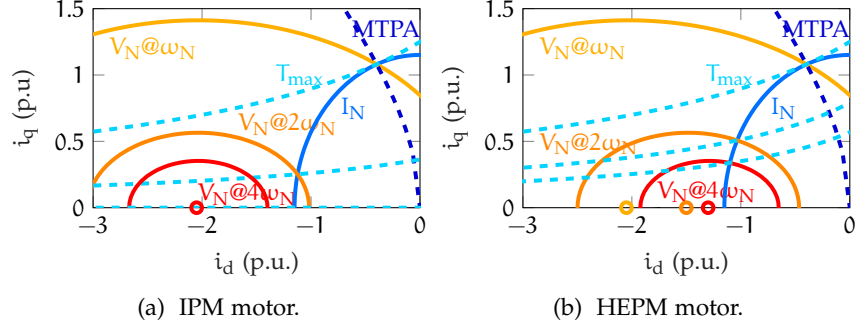 1.5
MTPA
V_N@ω_N
i_q (p.u)
1
T_max
I_N
0.5
V_N@2ω_N
V_N@4ω_N
0
−3
−2
−1
0
i_d (p.u.)
(a) IPM motor.
1.5
MTPA
V_N@ω_N
i_q (p.u.)
1
T_max
I_N
0.5
V_N@2ω_N
V_N@4ω_N
0
−3
−2
−1
0
i_d (p.u.)
(b) HEPM motor.